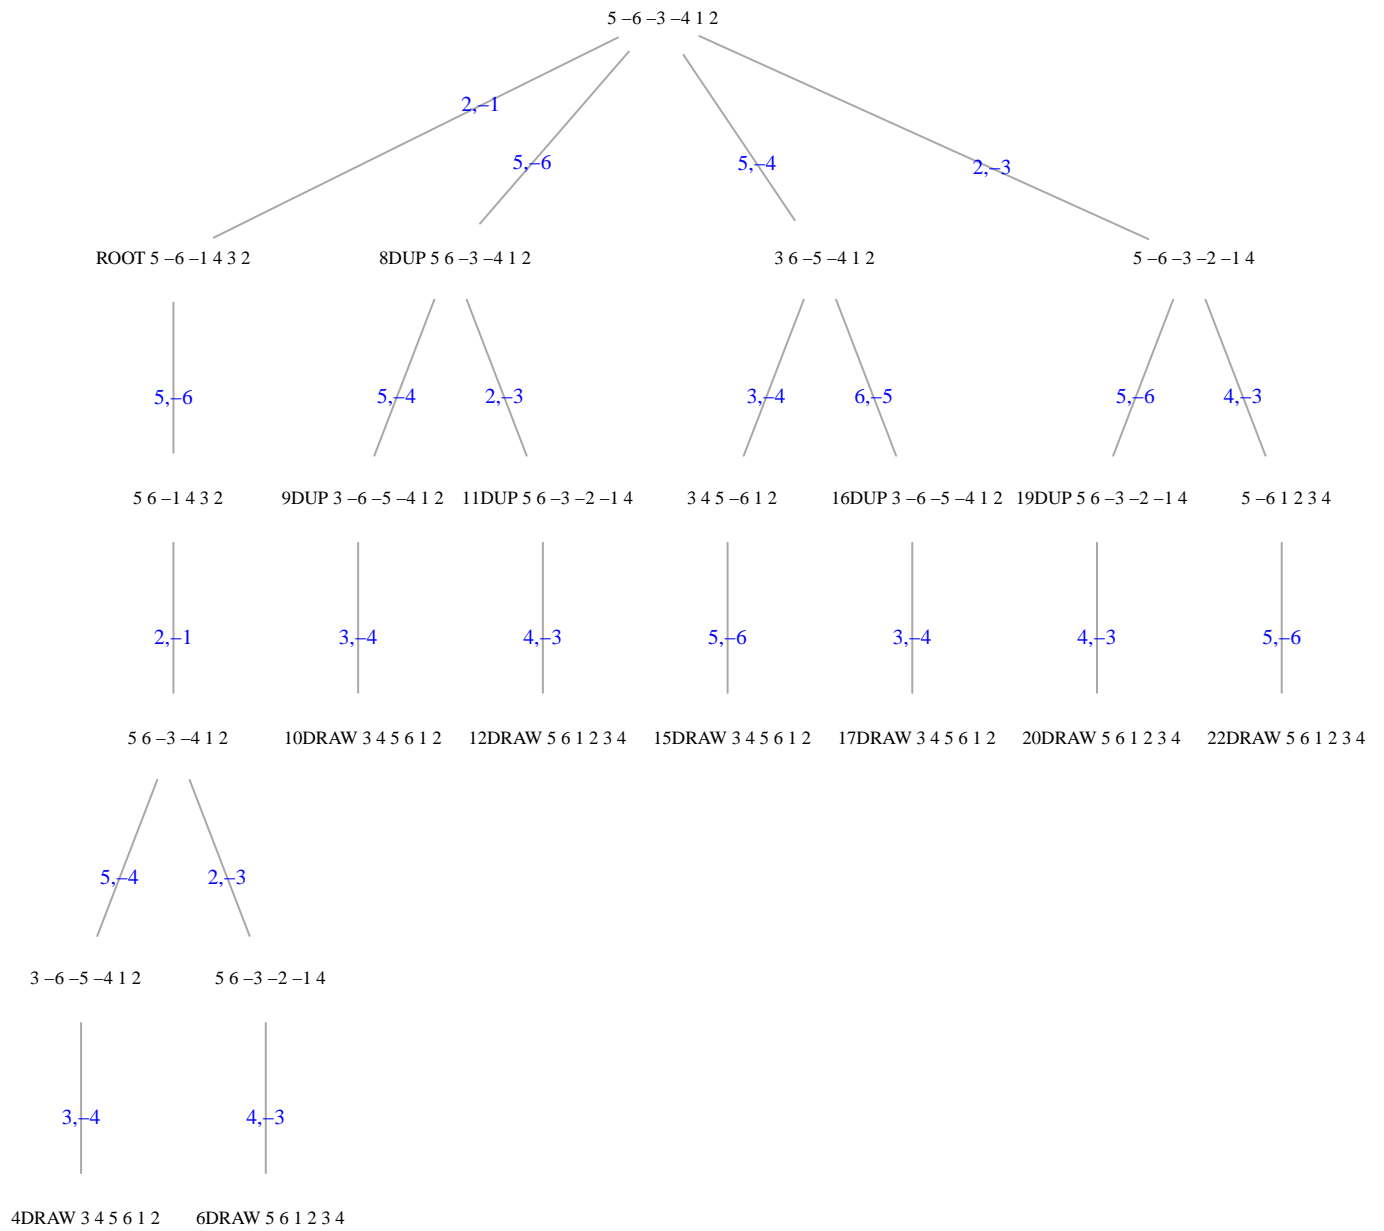 5 –6 –3 –4 1 2
2,–1
5,–6
5,–4
2,–3
ROOT 5 –6 –1 4 3 2
8DUP 5 6 –3 –4 1 2
3 6 –5 –4 1 2
5 –6 –3 –2 –1 4
5,–6
5,–4
2,–3
3,–4
6,–5
5,–6
4,–3
5 6 –1 4 3 2
9DUP 3 –6 –5 –4 1 2
11DUP 5 6 –3 –2 –1 4
3 4 5 –6 1 2
16DUP 3 –6 –5 –4 1 2
19DUP 5 6 –3 –2 –1 4
5 –6 1 2 3 4
2,–1
3,–4
4,–3
5,–6
3,–4
4,–3
5,–6
5 6 –3 –4 1 2
10DRAW 3 4 5 6 1 2
12DRAW 5 6 1 2 3 4
15DRAW 3 4 5 6 1 2
17DRAW 3 4 5 6 1 2
20DRAW 5 6 1 2 3 4
22DRAW 5 6 1 2 3 4
5,–4
2,–3
3 –6 –5 –4 1 2
5 6 –3 –2 –1 4
3,–4
4,–3
4DRAW 3 4 5 6 1 2
6DRAW 5 6 1 2 3 4